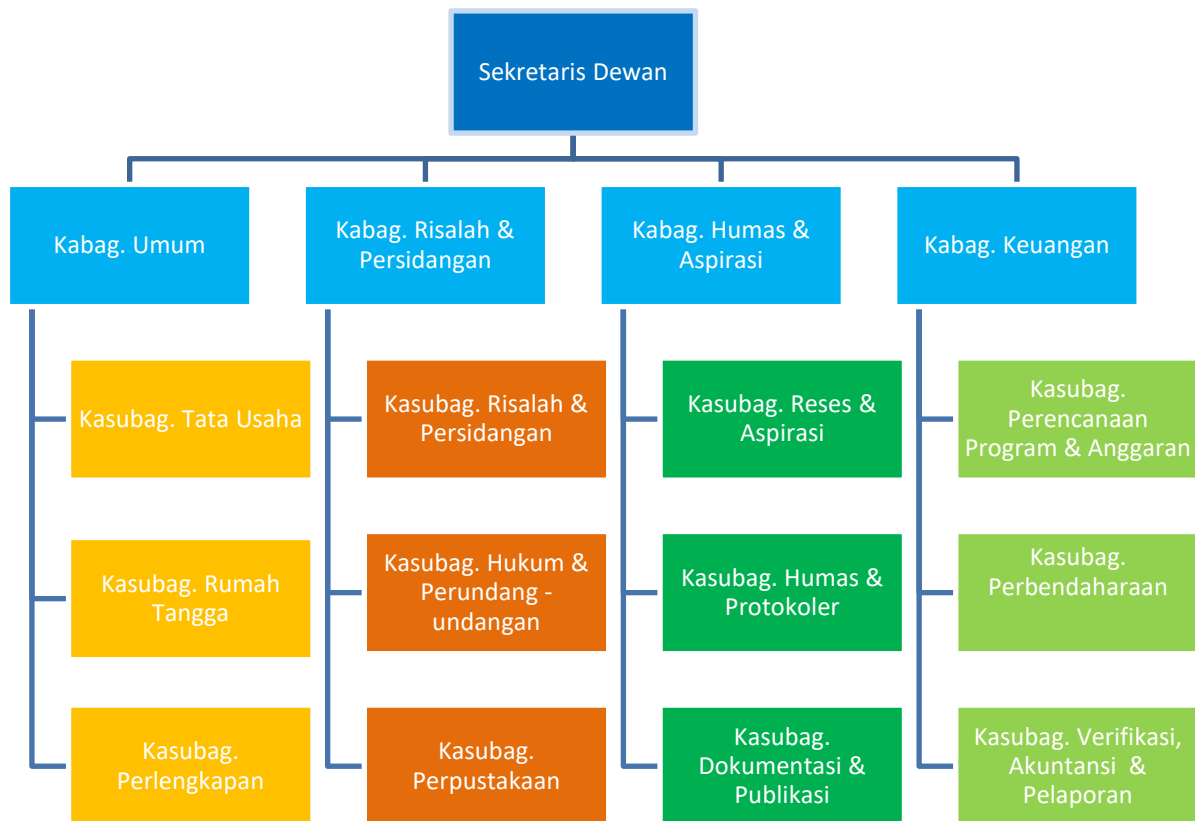 Sekretaris Dewan
Kabag. Umum
Kabag. Risalah &
Persidangan
Kabag. Humas &
Aspirasi
Kabag. Keuangan
Kasubag. Tata Usaha
Kasubag. Risalah &
Persidangan
Kasubag. Reses &
Aspirasi
Kasubag.
Perencanaan
Program & Anggaran
Kasubag. Rumah
Tangga
Kasubag. Hukum &
Perundang -
undangan
Kasubag. Humas &
Protokoler
Kasubag.
Perbendaharaan
Kasubag.
Perlengkapan
Kasubag.
Perpustakaan
Kasubag.
Dokumentasi &
Publikasi
Kasubag. Verifikasi,
Akuntansi &
Pelaporan